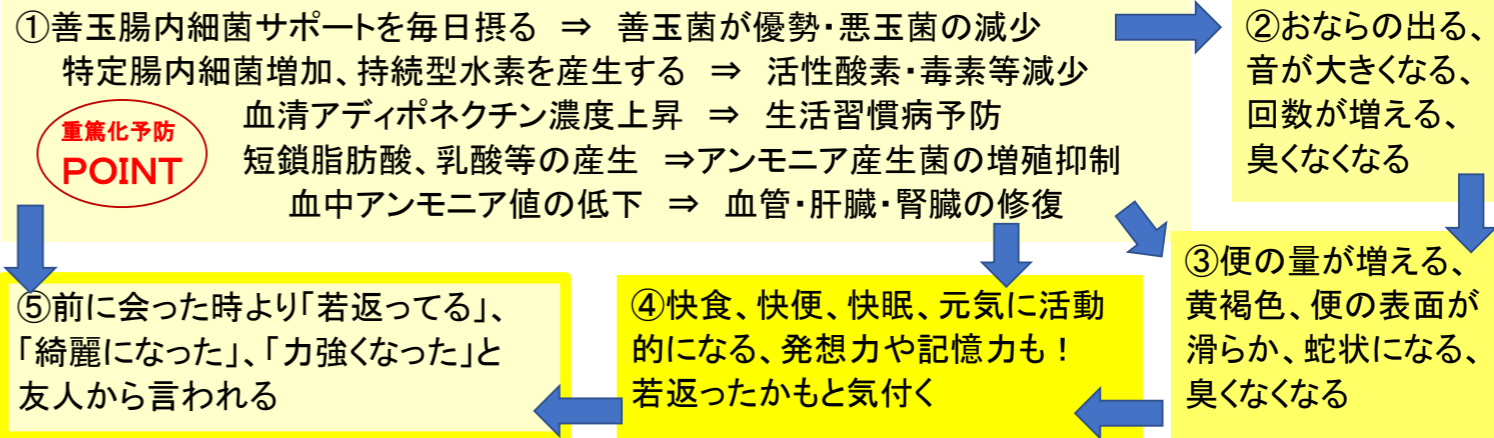 ①善玉腸内細菌サポートを毎日摂る ⇒ 善玉菌が優勢・悪玉菌の減少
特定腸内細菌増加、持続型水素を産生する ⇒ 活性酸素・毒素等減少
血清アディポネクチン濃度上昇 ⇒ 生活習慣病予防
短鎖脂肪酸、乳酸等の産生 ⇒アンモニア産生菌の増殖抑制
血中アンモニア値の低下 ⇒ 血管・肝臓・腎臓の修復
重篤化予防
POINT
②おならの出る、
音が大きくなる、
回数が増える、
臭くなくなる
③便の量が増える、
黄褐色、便の表面が
滑らか、蛇状になる、
臭くなくなる
④快食、快便、快眠、元気に活動
的になる、発想力や記憶力も！
若返ったかもと気付く
⑤前に会った時より「若返ってる」、
「綺麗になった」、「力強くなった」と
友人から言われる